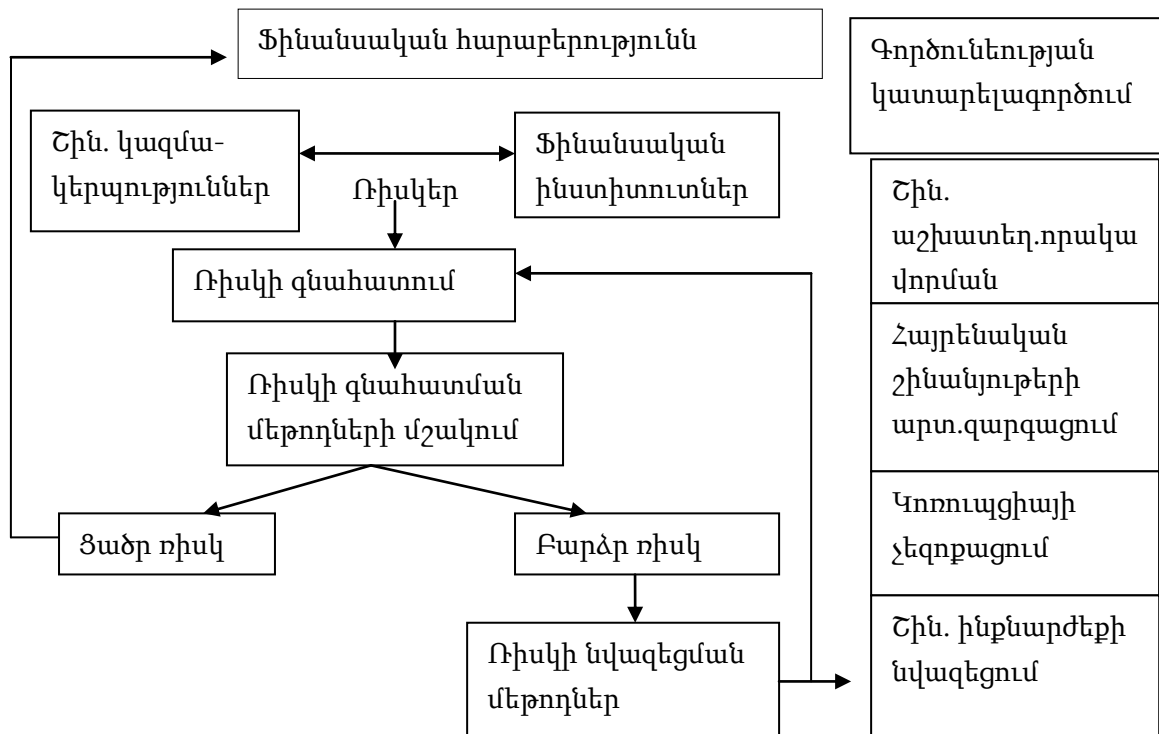 Ֆինանսական հարաբերությունն
Գործունեության
կատարելագործում
Շին. կազմա-
կերպություններ
Ֆինանսական
ինստիտուտներ
Ռիսկեր
Շին.
աշխատեղ.որակա
վորման
Ռիսկի գնահատում
Հայրենական
շինանյութերի
արտ.զարգացում
Ռիսկի գնահատման
մեթոդների մշակում
Ցածր ռիսկ
Բարձր ռիսկ
Կոռուպցիայի
չեզոքացում
Ռիսկի նվազեցման
մեթոդներ
Շին. ինքնարժեքի
նվազեցում